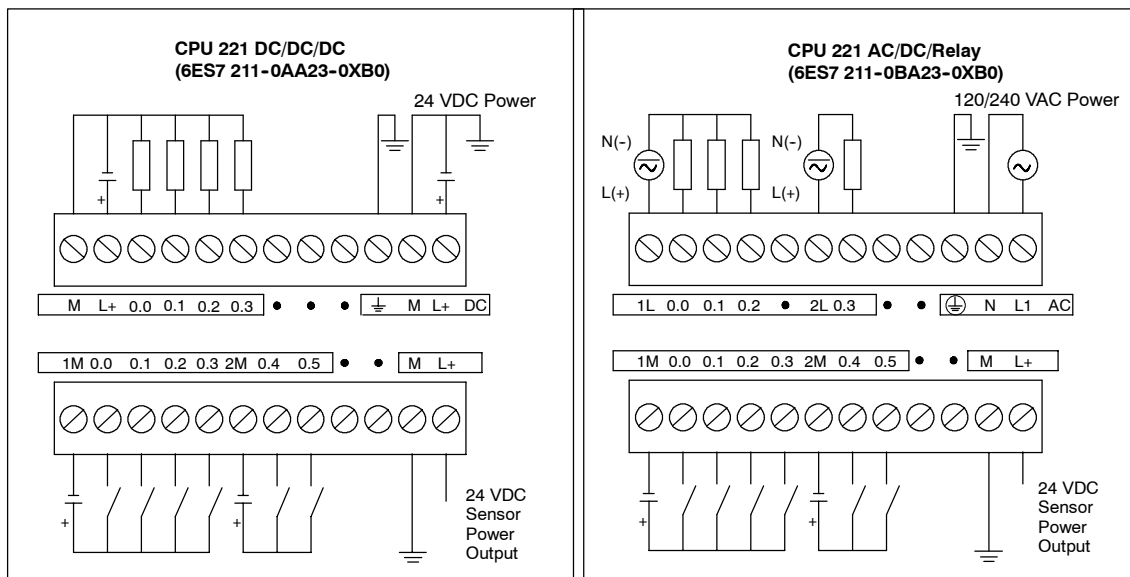 CPU 221 DC/DC/DC
(6ES7 211-0AA23-0XB0)
24 VDC Power
+
+
M L+ 0.0 0.1 0.2 0.3 • • • ⏚ M L+ DC
1M 0.0 0.1 0.2 0.3 2M 0.4 0.5 • • M L+
+
+
24 VDC
Sensor
Power
Output
CPU 221 AC/DC/Relay
(6ES7 211-0BA23-0XB0)
120/240 VAC Power
N(-) N(-)
L(+) L(+)
1L 0.0 0.1 0.2 • 2L 0.3 • • ⏚ N L1 AC
1M 0.0 0.1 0.2 0.3 2M 0.4 0.5 • • M L+
+
+
24 VDC
Sensor
Power
Output